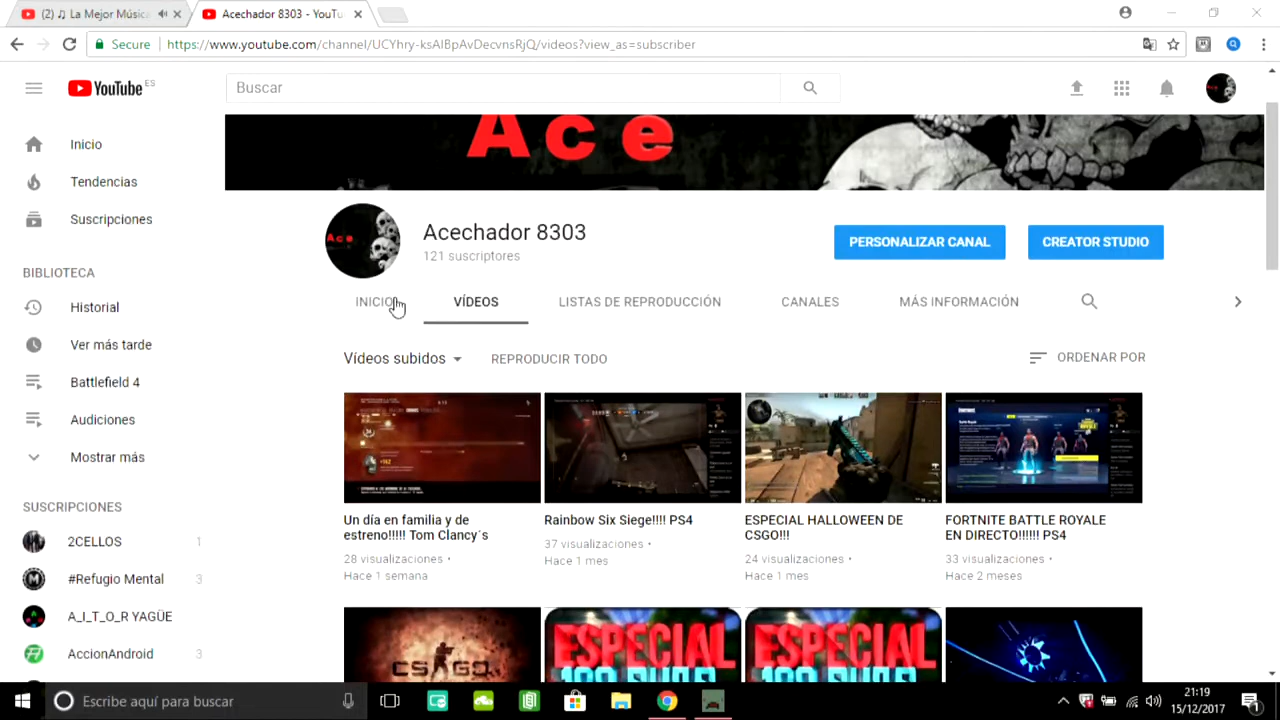 (2) ♫ La Mejor Música
Acechador 8303 - YouTu
Secure
https://www.youtube.com/channel/UCYhry-ksAIBpAvDecvnsRjQ/videos?view_as=subscriber
YouTube ES
Buscar
Ace
Inicio
Tendencias
Suscripciones
BIBLIOTECA
Historial
Ver más tarde
Battlefield 4
Audiciones
Mostrar más
SUSCRIPCIONES
2CELLOS 1
#Refugio Mental 3
A_I_T_O_R YAGÜE
AccionAndroid 3
Ace
Acechador 8303
121 suscriptores
PERSONALIZAR CANAL
CREATOR STUDIO
INICIO
VÍDEOS
LISTAS DE REPRODUCCIÓN
CANALES
MÁS INFORMACIÓN
Vídeos subidos
REPRODUCIR TODO
ORDENAR POR
Un día en familia y de
estreno!!!!! Tom Clancy´s
28 visualizaciones •
Hace 1 semana
Rainbow Six Siege!!!! PS4
37 visualizaciones •
Hace 1 mes
ESPECIAL HALLOWEEN DE
CSGO!!!
24 visualizaciones •
Hace 1 mes
FORTNITE BATTLE ROYALE
EN DIRECTO!!!!!! PS4
33 visualizaciones •
Hace 2 meses
CS GO
ESPECIAL
ESPECIAL
Escribe aquí para buscar
21:19
15/12/2017